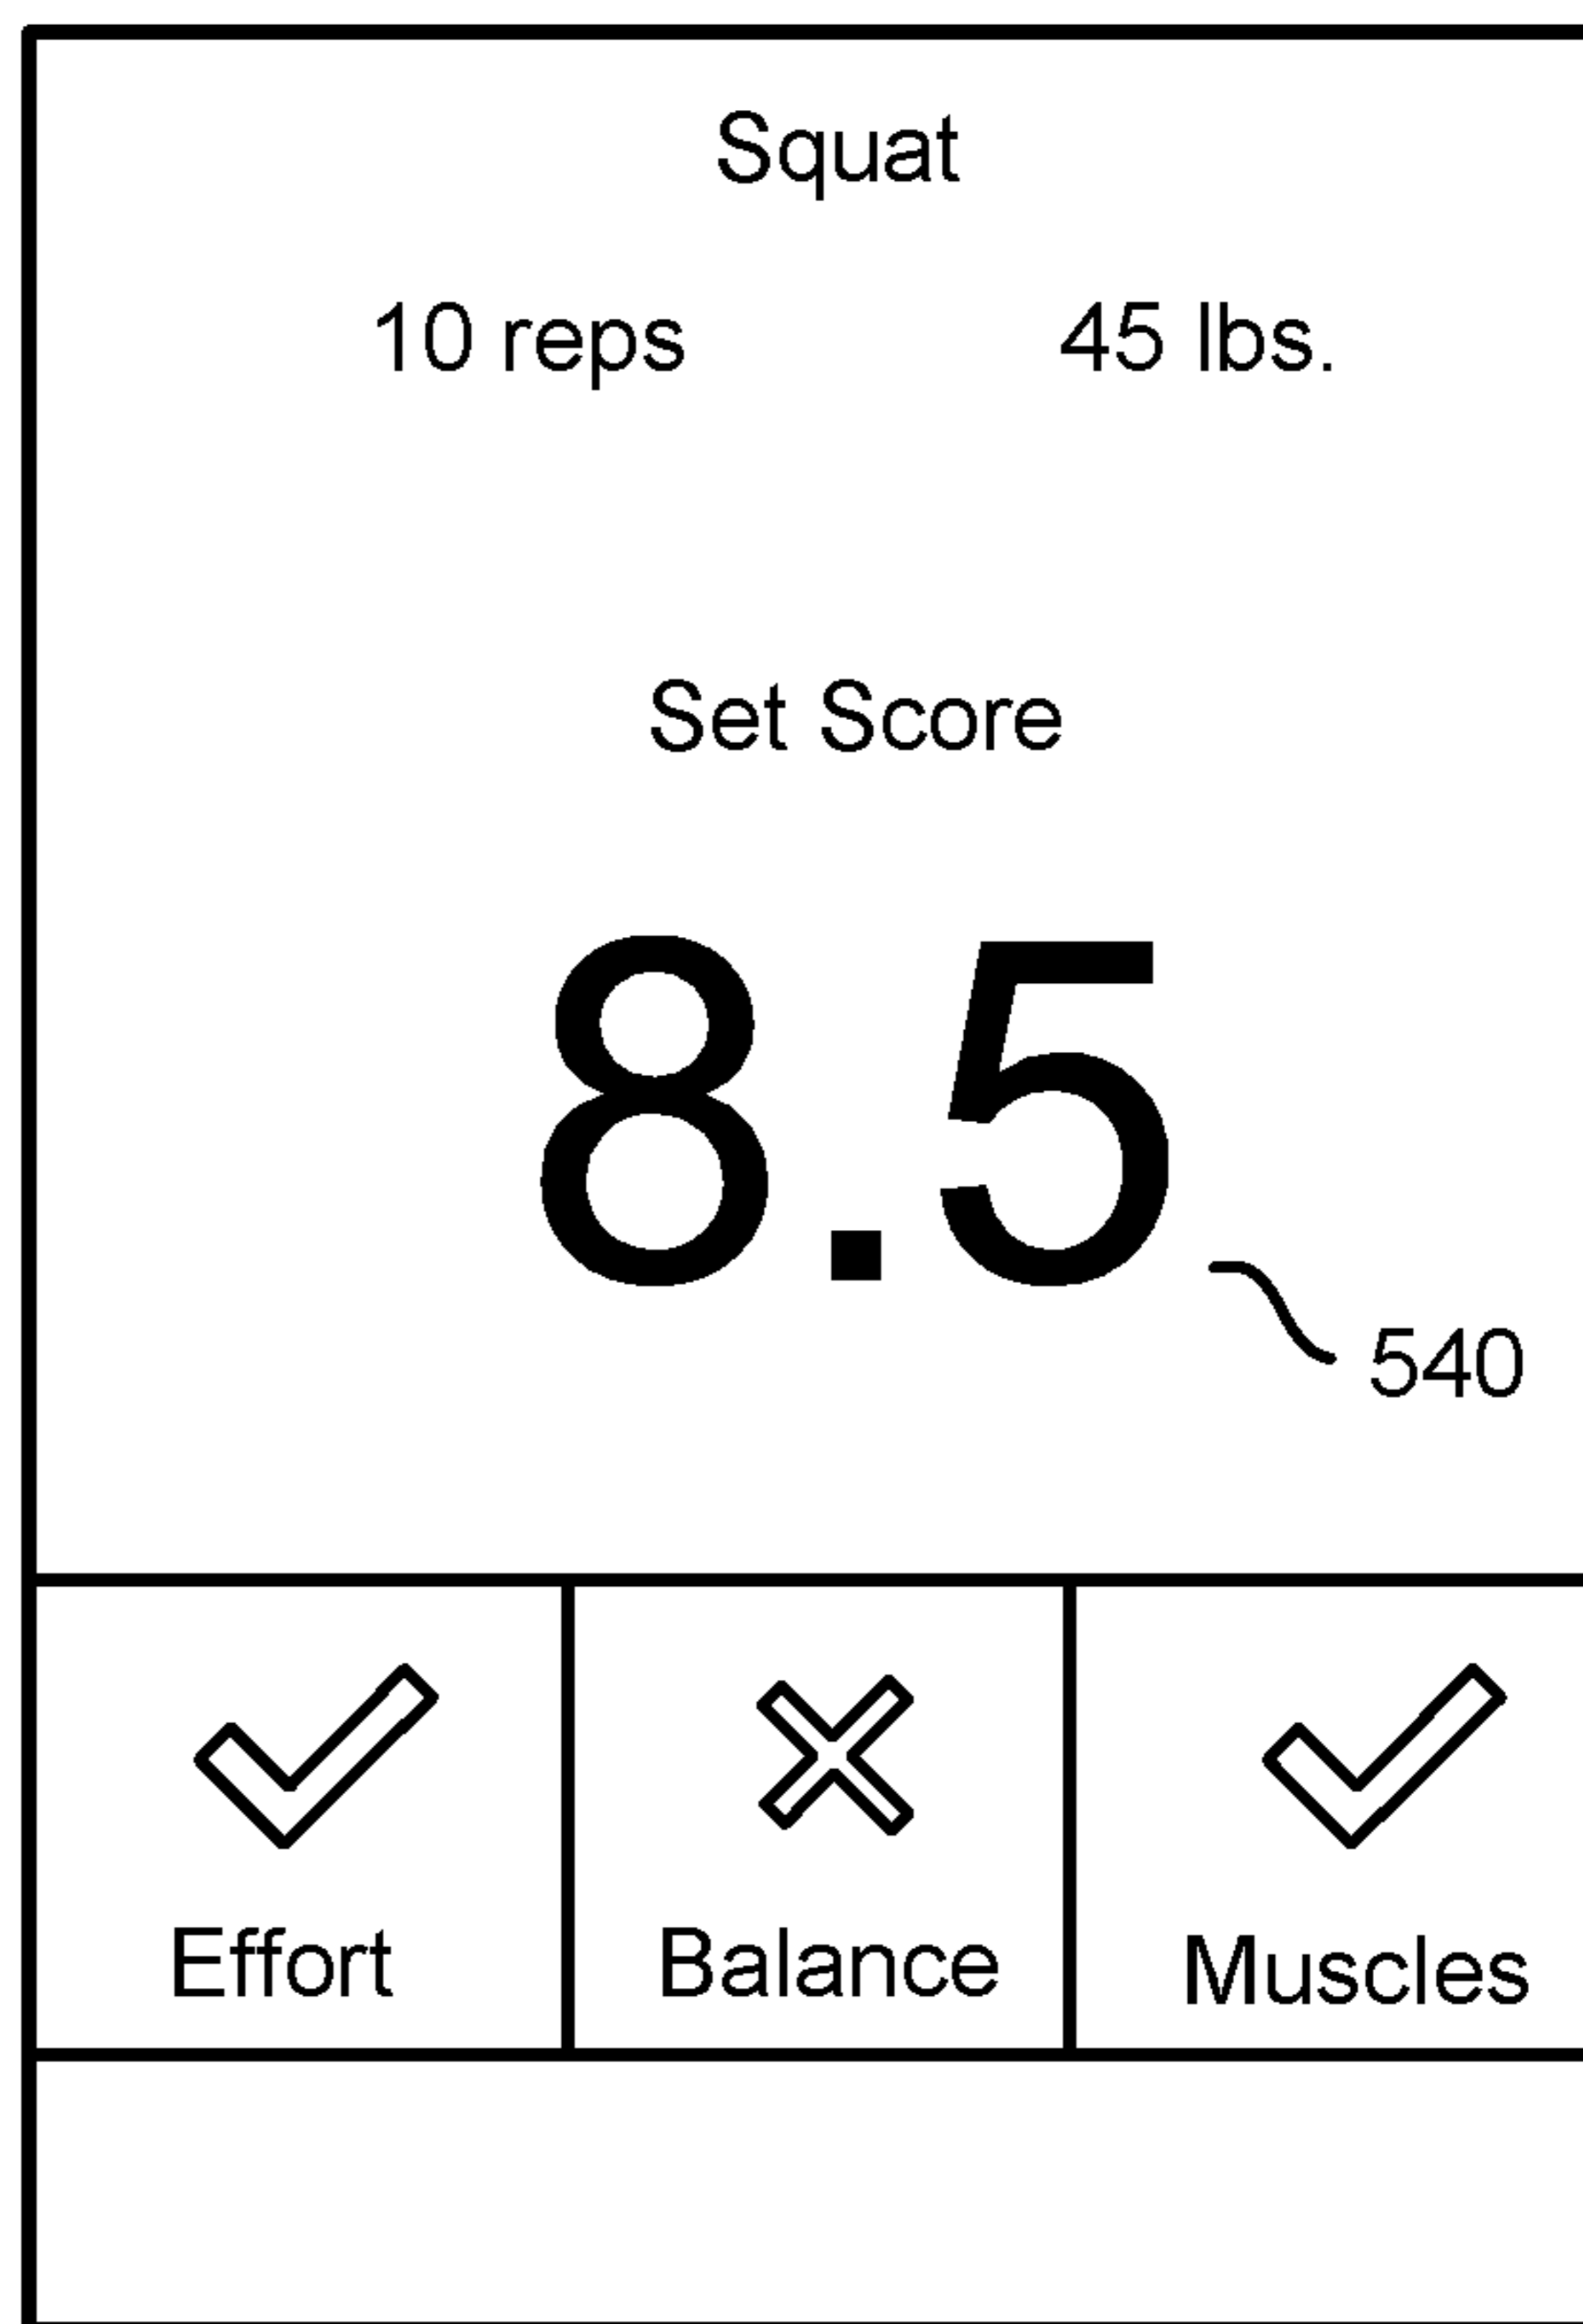 Squat
10 reps 45 lbs.
Set Score
8.5
540
Effort Balance Muscles